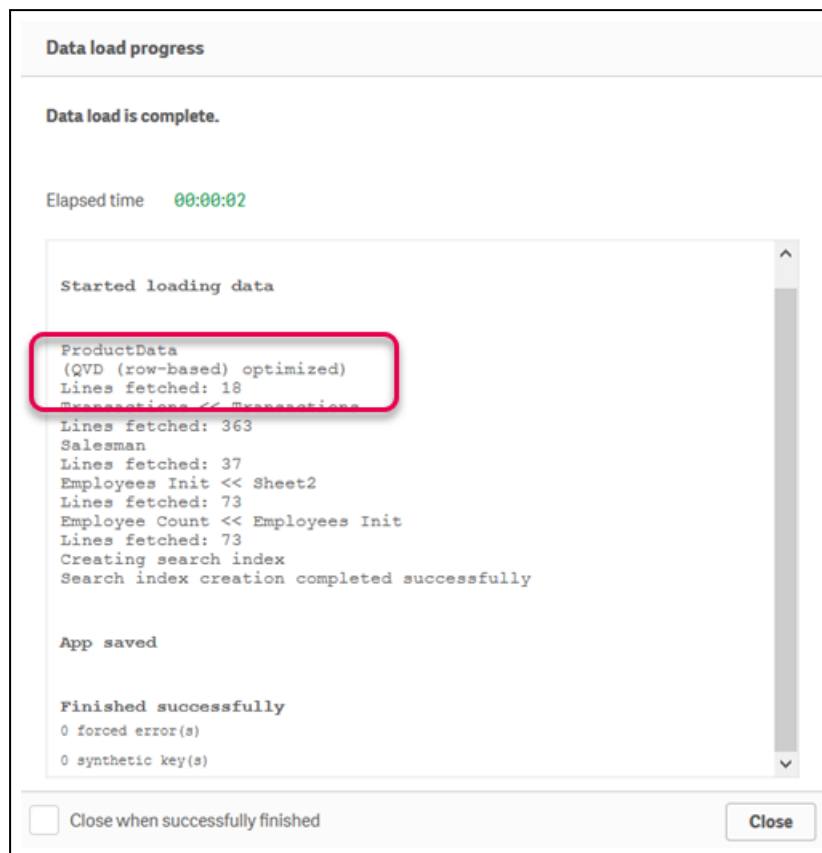 Data load progress
Data load is complete.
Elapsed time 00:00:02
Started loading data
ProductData
(QVD (row-based) optimized)
Lines fetched: 18
Transactions << Transactions
Lines fetched: 363
Salesman
Lines fetched: 37
Employees Init << Sheet2
Lines fetched: 73
Employee Count << Employees Init
Lines fetched: 73
Creating search index
Search index creation completed successfully
App saved
Finished successfully
0 forced error(s)
0 synthetic key(s)
Close when successfully finished
Close